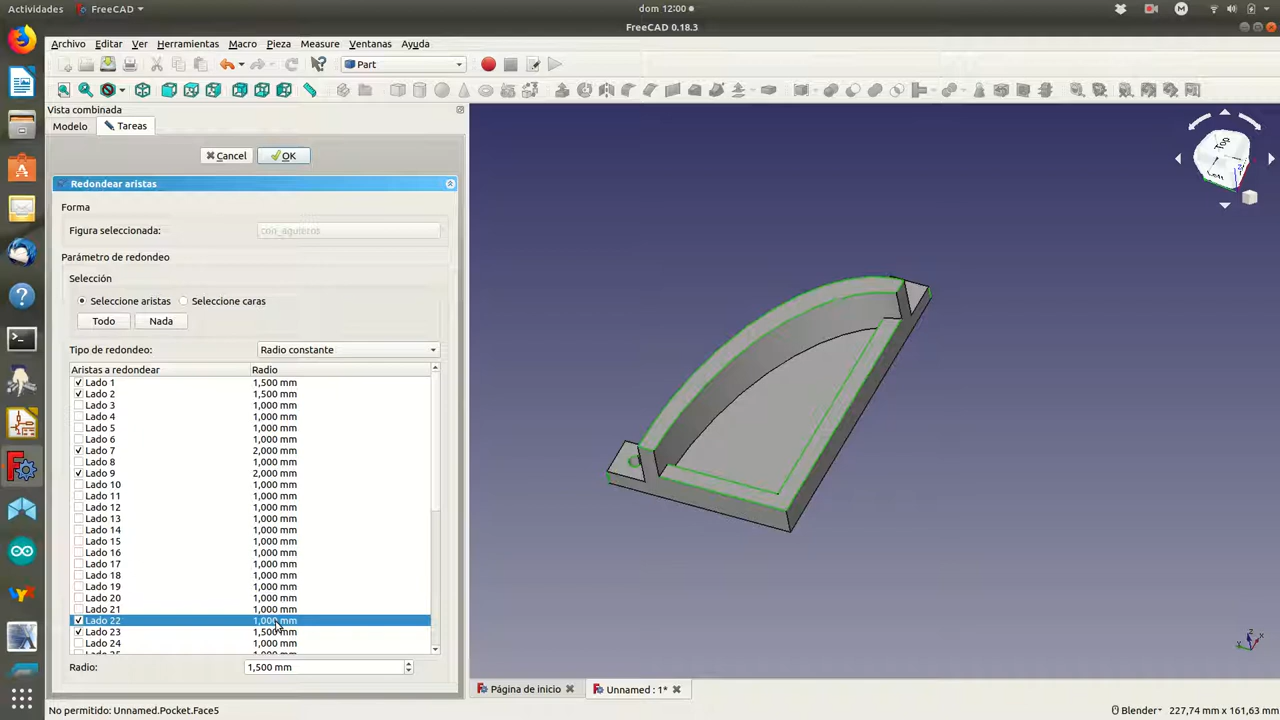 Actividades
FreeCAD
dom 12:00
FreeCAD 0.18.3
Archivo Editar Ver Herramientas Macro Pieza Measure Ventanas Ayuda
Part
Vista combinada
Modelo Tareas
Cancel OK
Redondear aristas
Forma
Figura seleccionada: con_agujeros
Parámetro de redondeo
Selección
Seleccione aristas Seleccione caras
Todo Nada
Tipo de redondeo: Radio constante
Aristas a redondear Radio
Lado 1 1,500 mm
Lado 2 1,500 mm
Lado 3 1,000 mm
Lado 4 1,000 mm
Lado 5 1,000 mm
Lado 6 1,000 mm
Lado 7 2,000 mm
Lado 8 1,000 mm
Lado 9 2,000 mm
Lado 10 1,000 mm
Lado 11 1,000 mm
Lado 12 1,000 mm
Lado 13 1,000 mm
Lado 14 1,000 mm
Lado 15 1,000 mm
Lado 16 1,000 mm
Lado 17 1,000 mm
Lado 18 1,000 mm
Lado 19 1,000 mm
Lado 20 1,000 mm
Lado 21 1,000 mm
Lado 22 1,000 mm
Lado 23 1,500 mm
Lado 24 1,000 mm
Radio: 1,500 mm
Top
Página de inicio
Unnamed : 1*
No permitido: Unnamed.Pocket.Face5
Blender
227,74 mm x 161,63 mm